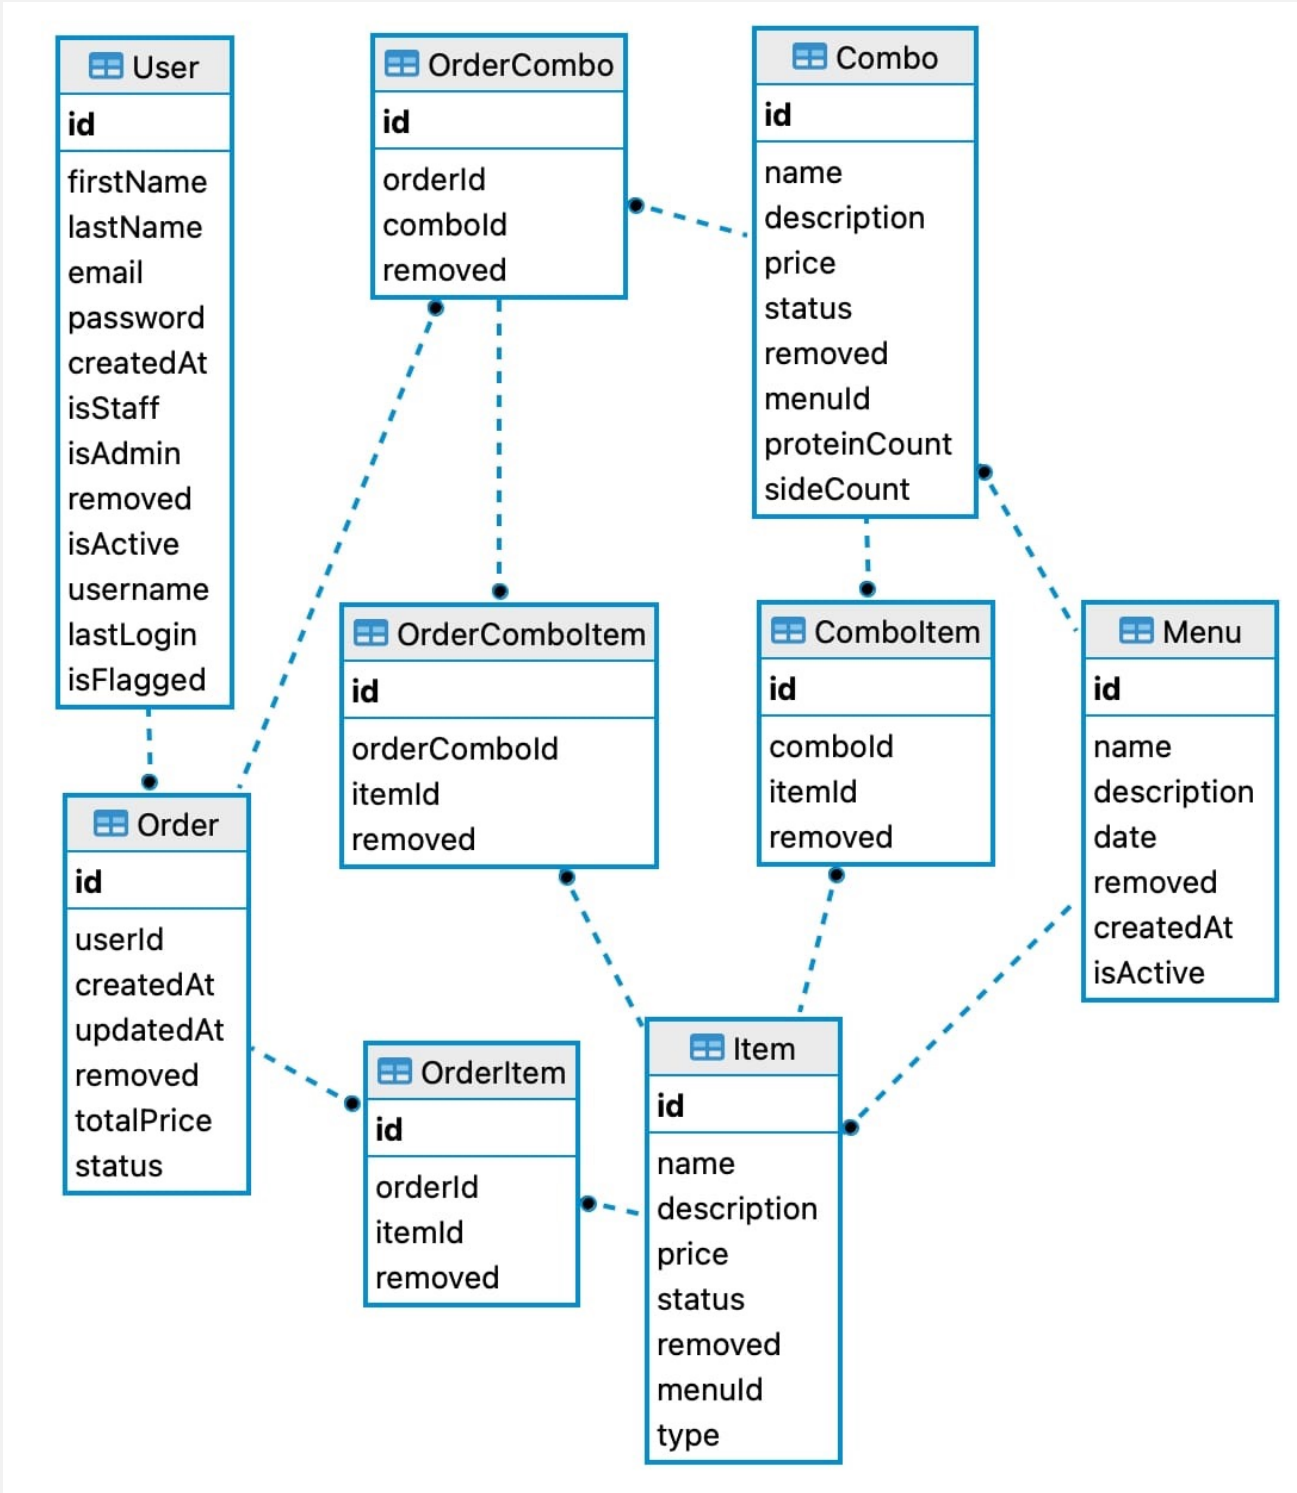 User
id
firstName
lastName
email
password
createdAt
isStaff
isAdmin
removed
isActive
username
lastLogin
isFlagged
OrderCombo
id
orderId
comboId
removed
Combo
id
name
description
price
status
removed
menuId
proteinCount
sideCount
OrderComboItem
id
orderComboId
itemId
removed
ComboItem
id
comboId
itemId
removed
Menu
id
name
description
date
removed
createdAt
isActive
Order
id
userId
createdAt
updatedAt
removed
totalPrice
status
OrderItem
id
orderId
itemId
removed
Item
id
name
description
price
status
removed
menuId
type